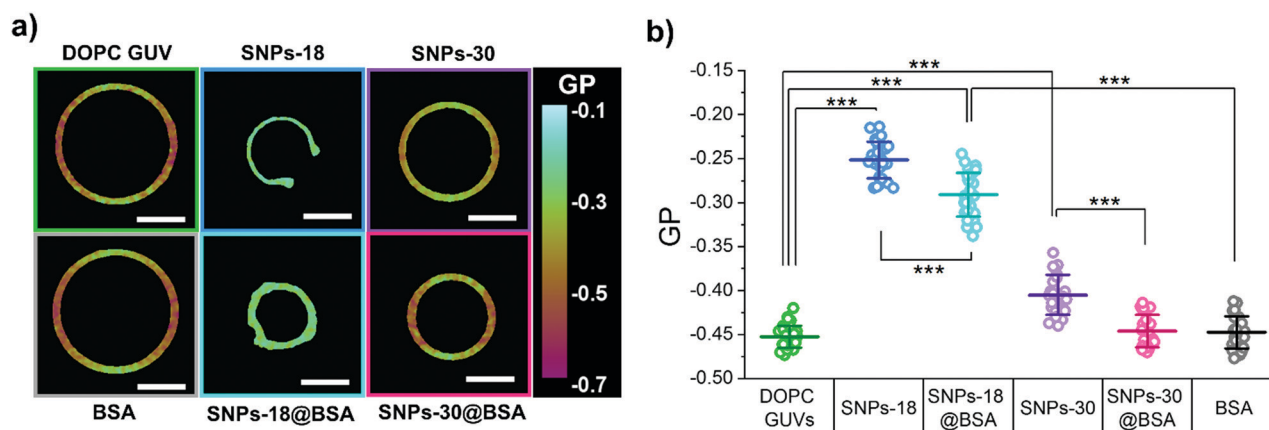 a)
DOPC GUV SNPs-18 SNPs-30
GP
-0.1
-0.3
-0.5
-0.7
BSA SNPs-18@BSA SNPs-30@BSA
b)
GP
-0.15
-0.20
-0.25
-0.30
-0.35
-0.40
-0.45
-0.50
***
***
***
***
***
***
DOPC GUVs
SNPs-18
SNPs-18 @BSA
SNPs-30
SNPs-30 @BSA
BSA